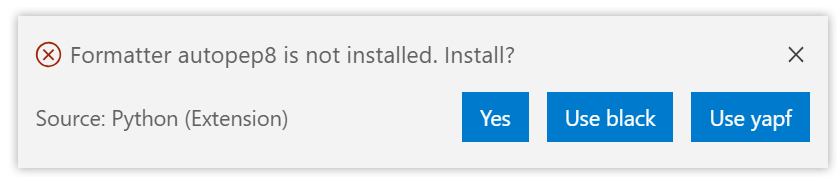 Formatter autopep8 is not installed. Install?
Source: Python (Extension)
Yes
Use black
Use yapf